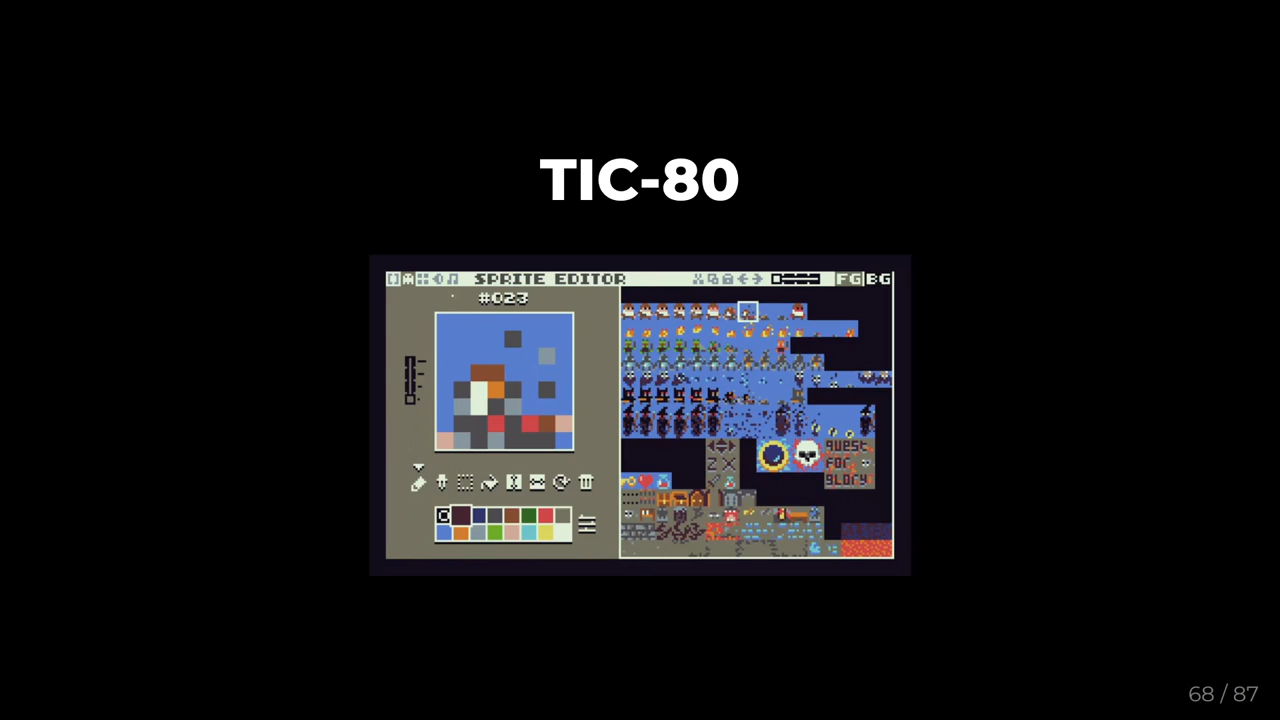 TIC-80
SPRITE EDITOR
FG BG
#023
Z X
quest
for
glory
68 / 87